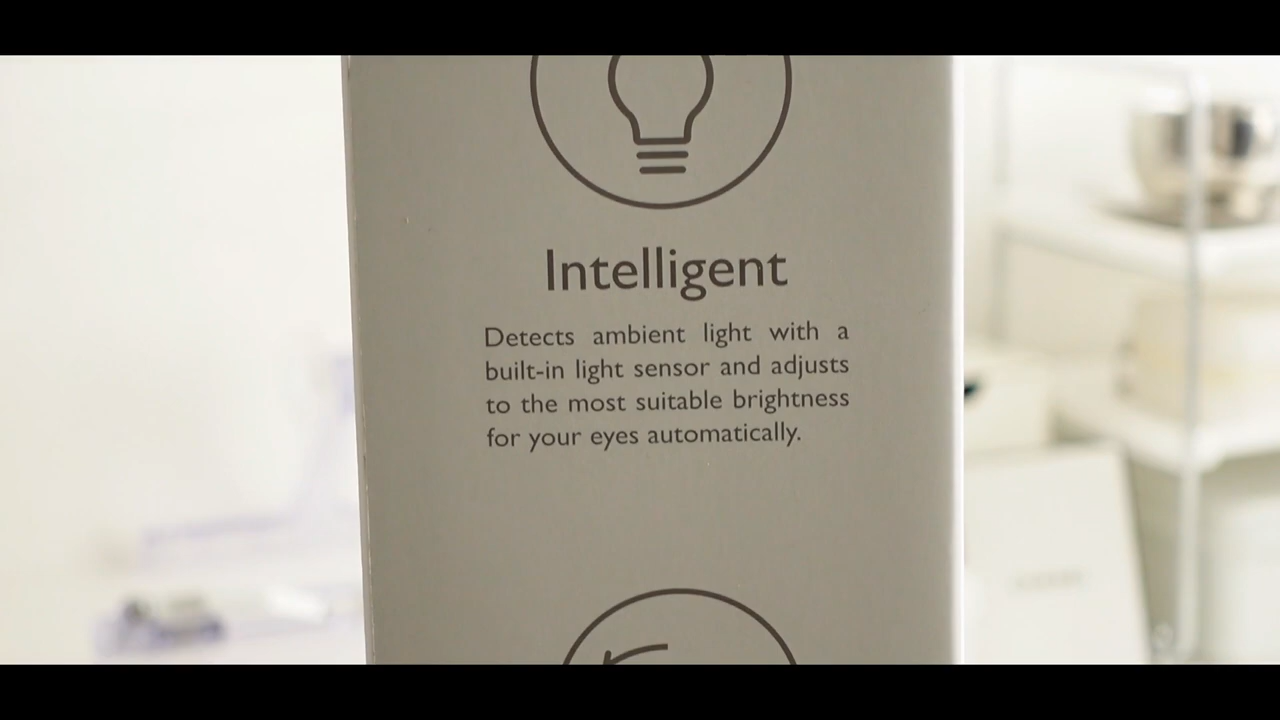 Intelligent
Detects ambient light with a
built-in light sensor and adjusts
to the most suitable brightness
for your eyes automatically.